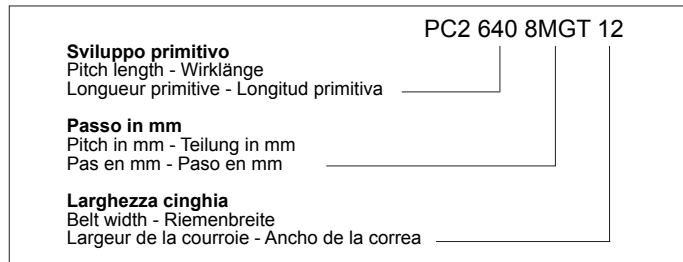 PC2 640 8MGT 12
Sviluppo primitivo
Pitch length - Wirklänge
Longueur primitive - Longitud primitiva
Passo in mm
Pitch in mm - Teilung in mm
Pas en mm - Paso en mm
Larghezza cinghia
Belt width - Riemenbreite
Largeur de la courroie - Ancho de la correa